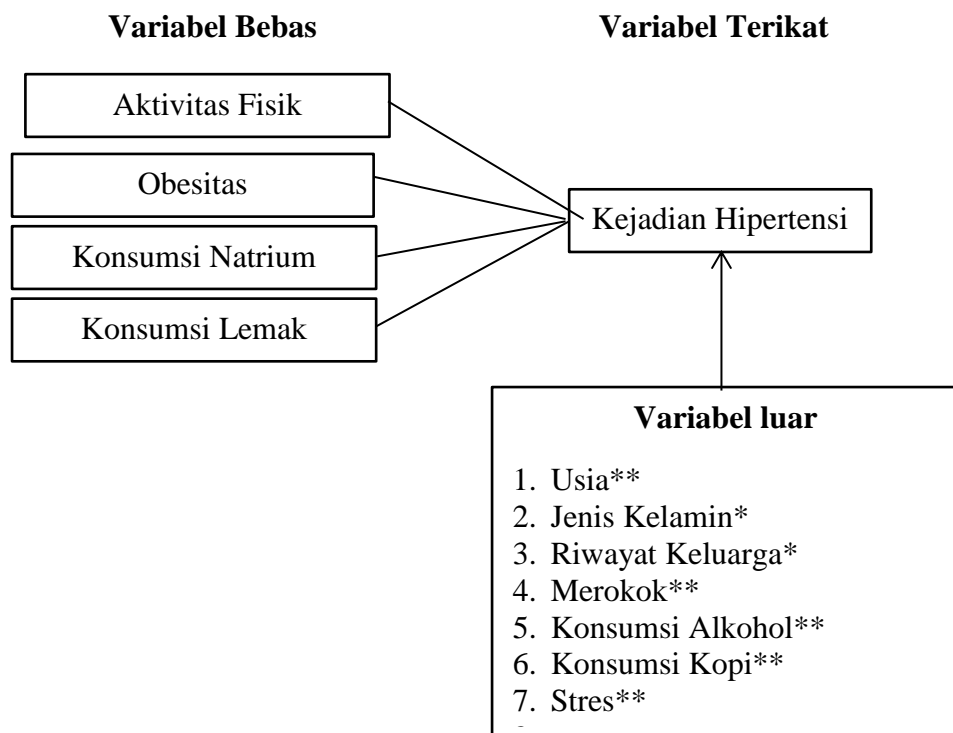 Variabel Bebas
Variabel Terikat
Aktivitas Fisik
Obesitas
Konsumsi Natrium
Konsumsi Lemak
Kejadian Hipertensi
Variabel luar
1. Usia**
2. Jenis Kelamin*
3. Riwayat Keluarga*
4. Merokok**
5. Konsumsi Alkohol**
6. Konsumsi Kopi**
7. Stres**